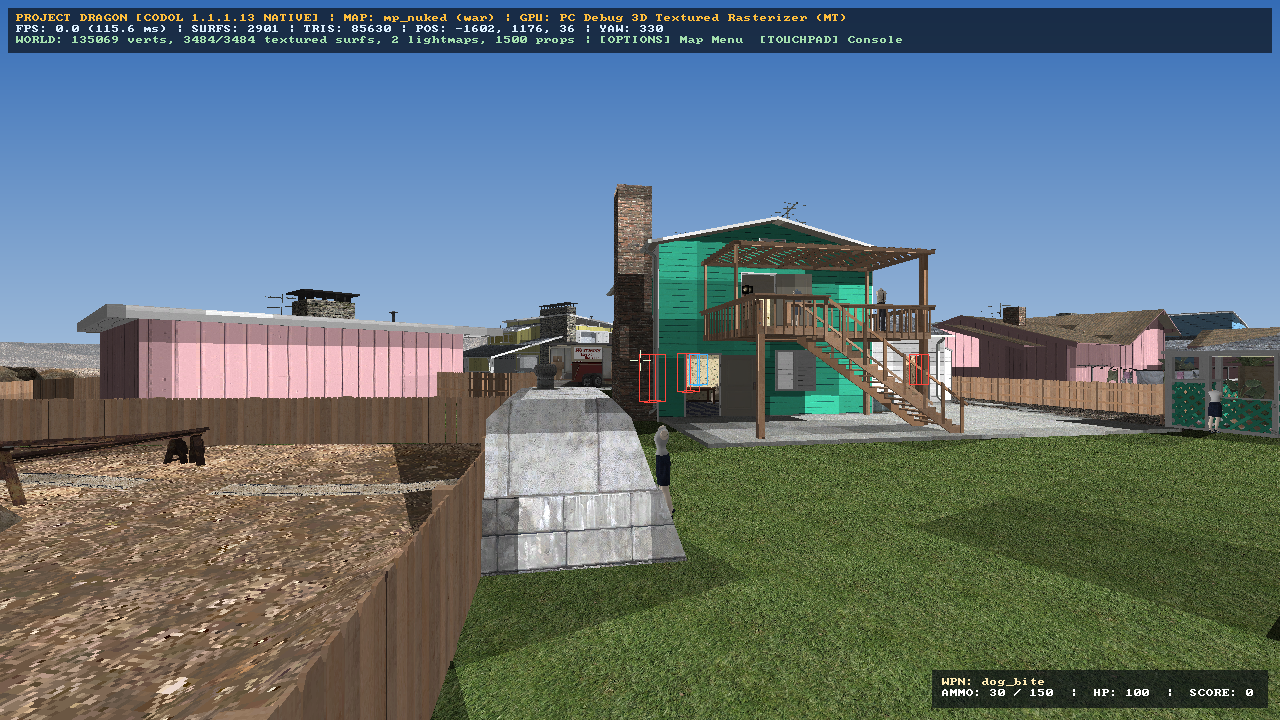 PROJECT DRAGON [CODOL 1.1.1.13 NATIVE] ¦ MAP: mp_nuked (war) ¦ GPU: PC Debug 3D Textured Rasterizer (MT)
FPS: 0.0 (115.6 ms) ¦ SURFS: 2901 ¦ TRIS: 85630 ¦ POS: -1602, 1176, 36 ¦ YAW: 330
WORLD: 135069 verts, 3484/3484 textured surfs, 2 lightmaps, 1500 props ¦ [OPTIONS] Map Menu  [TOUCHPAD] Console
WPN: dog_bite
AMMO: 30 / 150  ¦  HP: 100  ¦  SCORE: 0